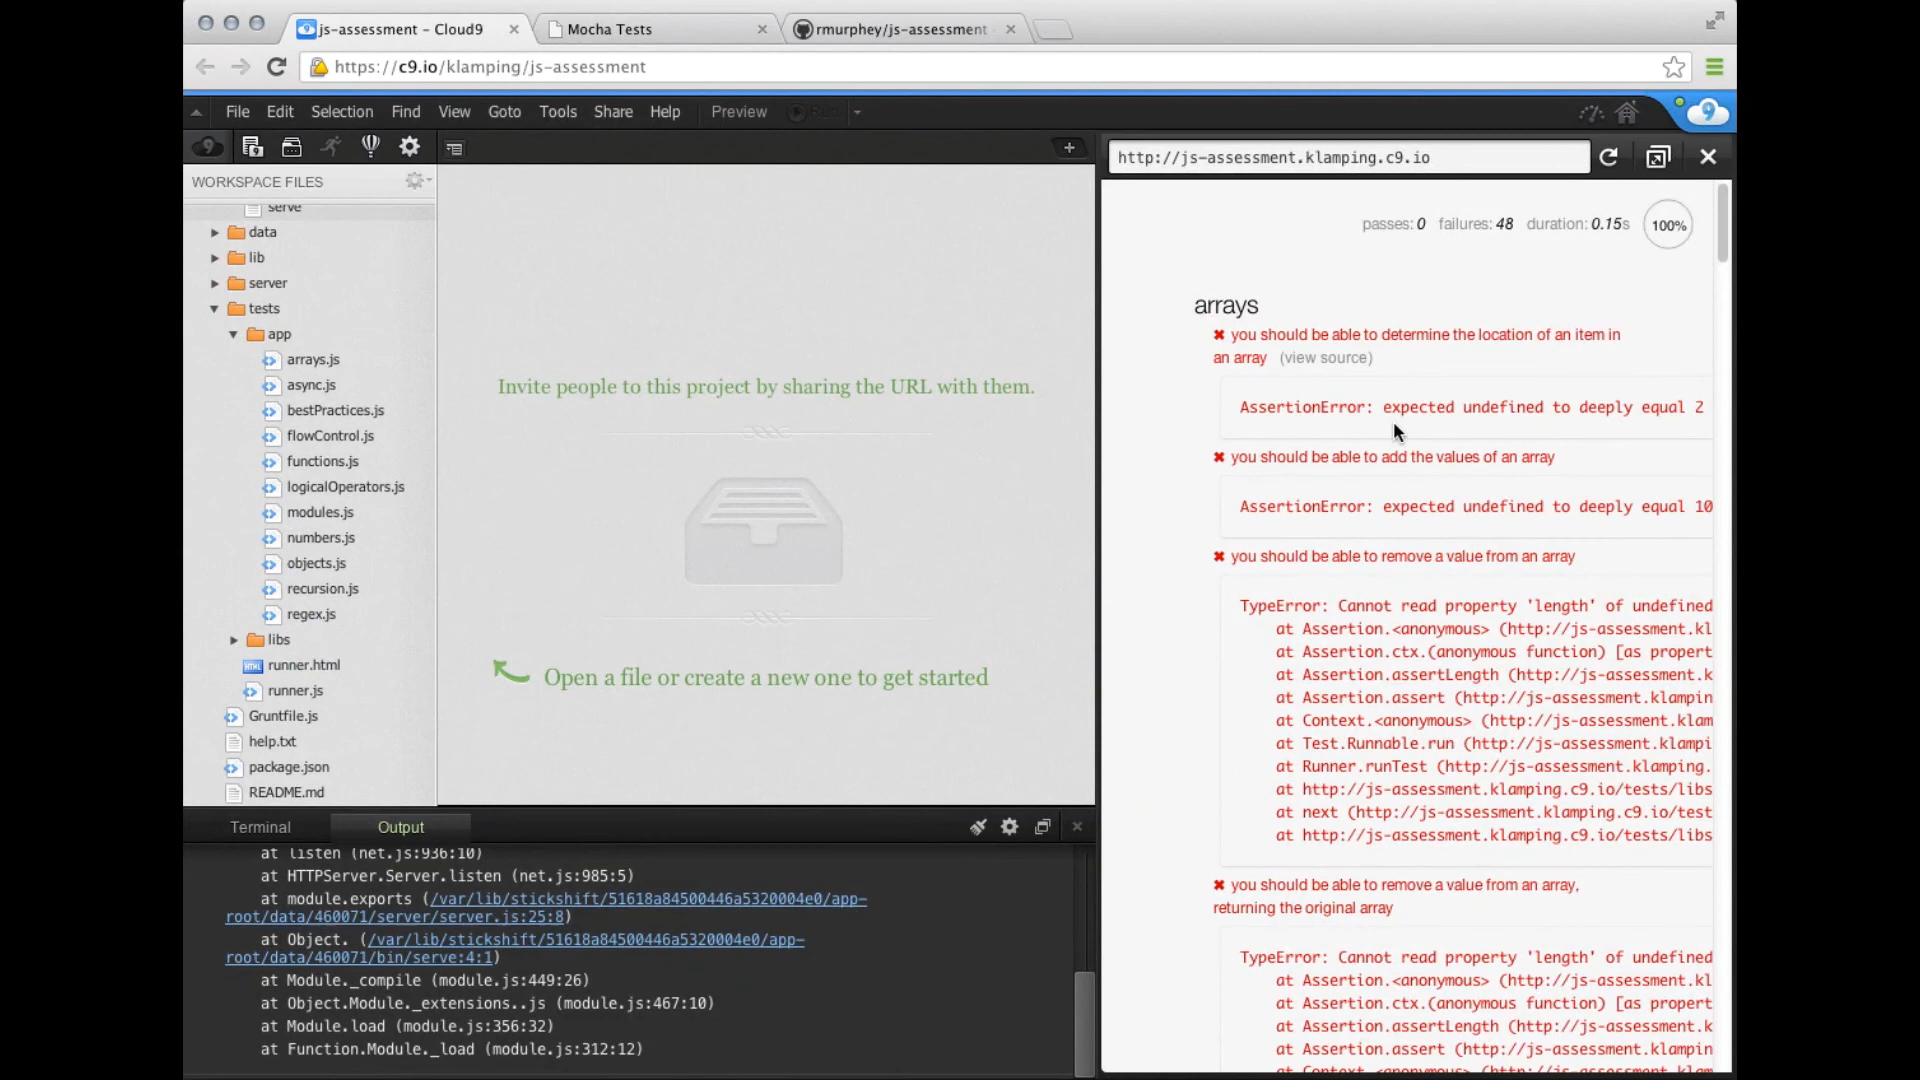 js-assessment - Cloud9
Mocha Tests
rmurphey/js-assessment
https://c9.io/klamping/js-assessment
File Edit Selection Find View Goto Tools Share Help Preview
WORKSPACE FILES
serve
data
lib
server
tests
app
arrays.js
async.js
bestPractices.js
flowControl.js
functions.js
logicalOperators.js
modules.js
numbers.js
objects.js
recursion.js
regex.js
libs
runner.html
runner.js
Gruntfile.js
help.txt
package.json
README.md
Invite people to this project by sharing the URL with them.
Open a file or create a new one to get started
Terminal Output
at listen (net.js:936:10)
at HTTPServer.Server.listen (net.js:985:5)
at module.exports (/var/lib/stickshift/51618a84500446a5320004e0/app-
root/data/460071/server/server.js:25:8)
at Object. (/var/lib/stickshift/51618a84500446a5320004e0/app-
root/data/460071/bin/serve:4:1)
at Module._compile (module.js:449:26)
at Object.Module._extensions..js (module.js:467:10)
at Module.load (module.js:356:32)
at Function.Module._load (module.js:312:12)
http://js-assessment.klamping.c9.io
passes: 0 failures: 48 duration: 0.15s 100%
arrays
✖ you should be able to determine the location of an item in
an array (view source)
AssertionError: expected undefined to deeply equal 2
✖ you should be able to add the values of an array
AssertionError: expected undefined to deeply equal 10
✖ you should be able to remove a value from an array
TypeError: Cannot read property 'length' of undefined
at Assertion.<anonymous> (http://js-assessment.kl
at Assertion.ctx.(anonymous function) [as propert
at Assertion.assertLength (http://js-assessment.k
at Assertion.assert (http://js-assessment.klampin
at Context.<anonymous> (http://js-assessment.klam
at Test.Runnable.run (http://js-assessment.klampi
at Runner.runTest (http://js-assessment.klamping.
at http://js-assessment.klamping.c9.io/tests/libs
at next (http://js-assessment.klamping.c9.io/test
at http://js-assessment.klamping.c9.io/tests/libs
✖ you should be able to remove a value from an array,
returning the original array
TypeError: Cannot read property 'length' of undefined
at Assertion.<anonymous> (http://js-assessment.kl
at Assertion.ctx.(anonymous function) [as propert
at Assertion.assertLength (http://js-assessment.k
at Assertion.assert (http://js-assessment.klampin
at Context.<anonymous> (http://js-assessment.klam